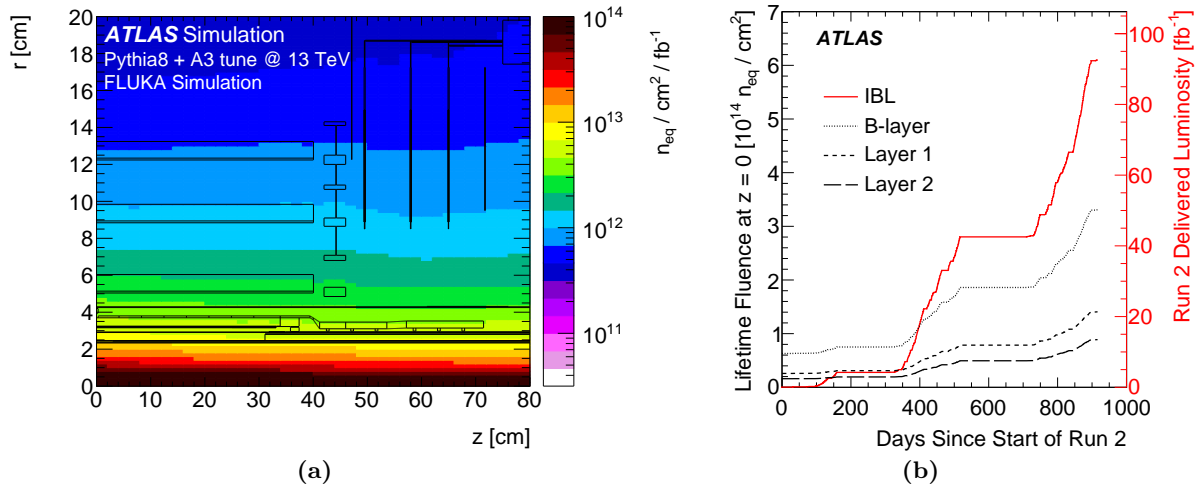 r [cm]
20
18
16
14
12
10
8
6
4
2
0
ATLAS Simulation
Pythia8 + A3 tune @ 13 TeV
FLUKA Simulation
0 10 20 30 40 50 60 70 80
z [cm]
10^14
10^13
10^12
10^11
n_eq / cm^2 / fb^-1
(a)
Lifetime Fluence at z = 0 [10^14 n_eq / cm^2]
7
6
5
4
3
2
1
0
ATLAS
IBL
B-layer
Layer 1
Layer 2
0 200 400 600 800 1000
Days Since Start of Run 2
100
80
60
40
20
0
Run 2 Delivered Luminosity [fb^-1]
(b)